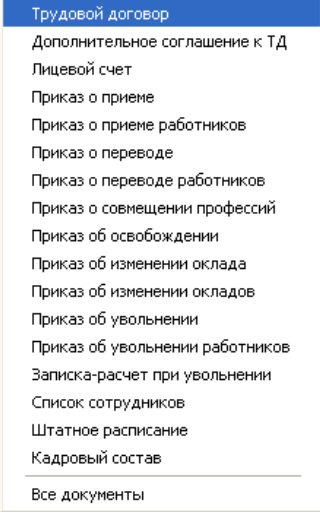 Трудовой договор
Дополнительное соглашение к ТД
Лицевой счет
Приказ о приеме
Приказ о приеме работников
Приказ о переводе
Приказ о переводе работников
Приказ о совмещении профессий
Приказ об освобождении
Приказ об изменении оклада
Приказ об изменении окладов
Приказ об увольнении
Приказ об увольнении работников
Записка-расчет при увольнении
Список сотрудников
Штатное расписание
Кадровый состав
Все документы